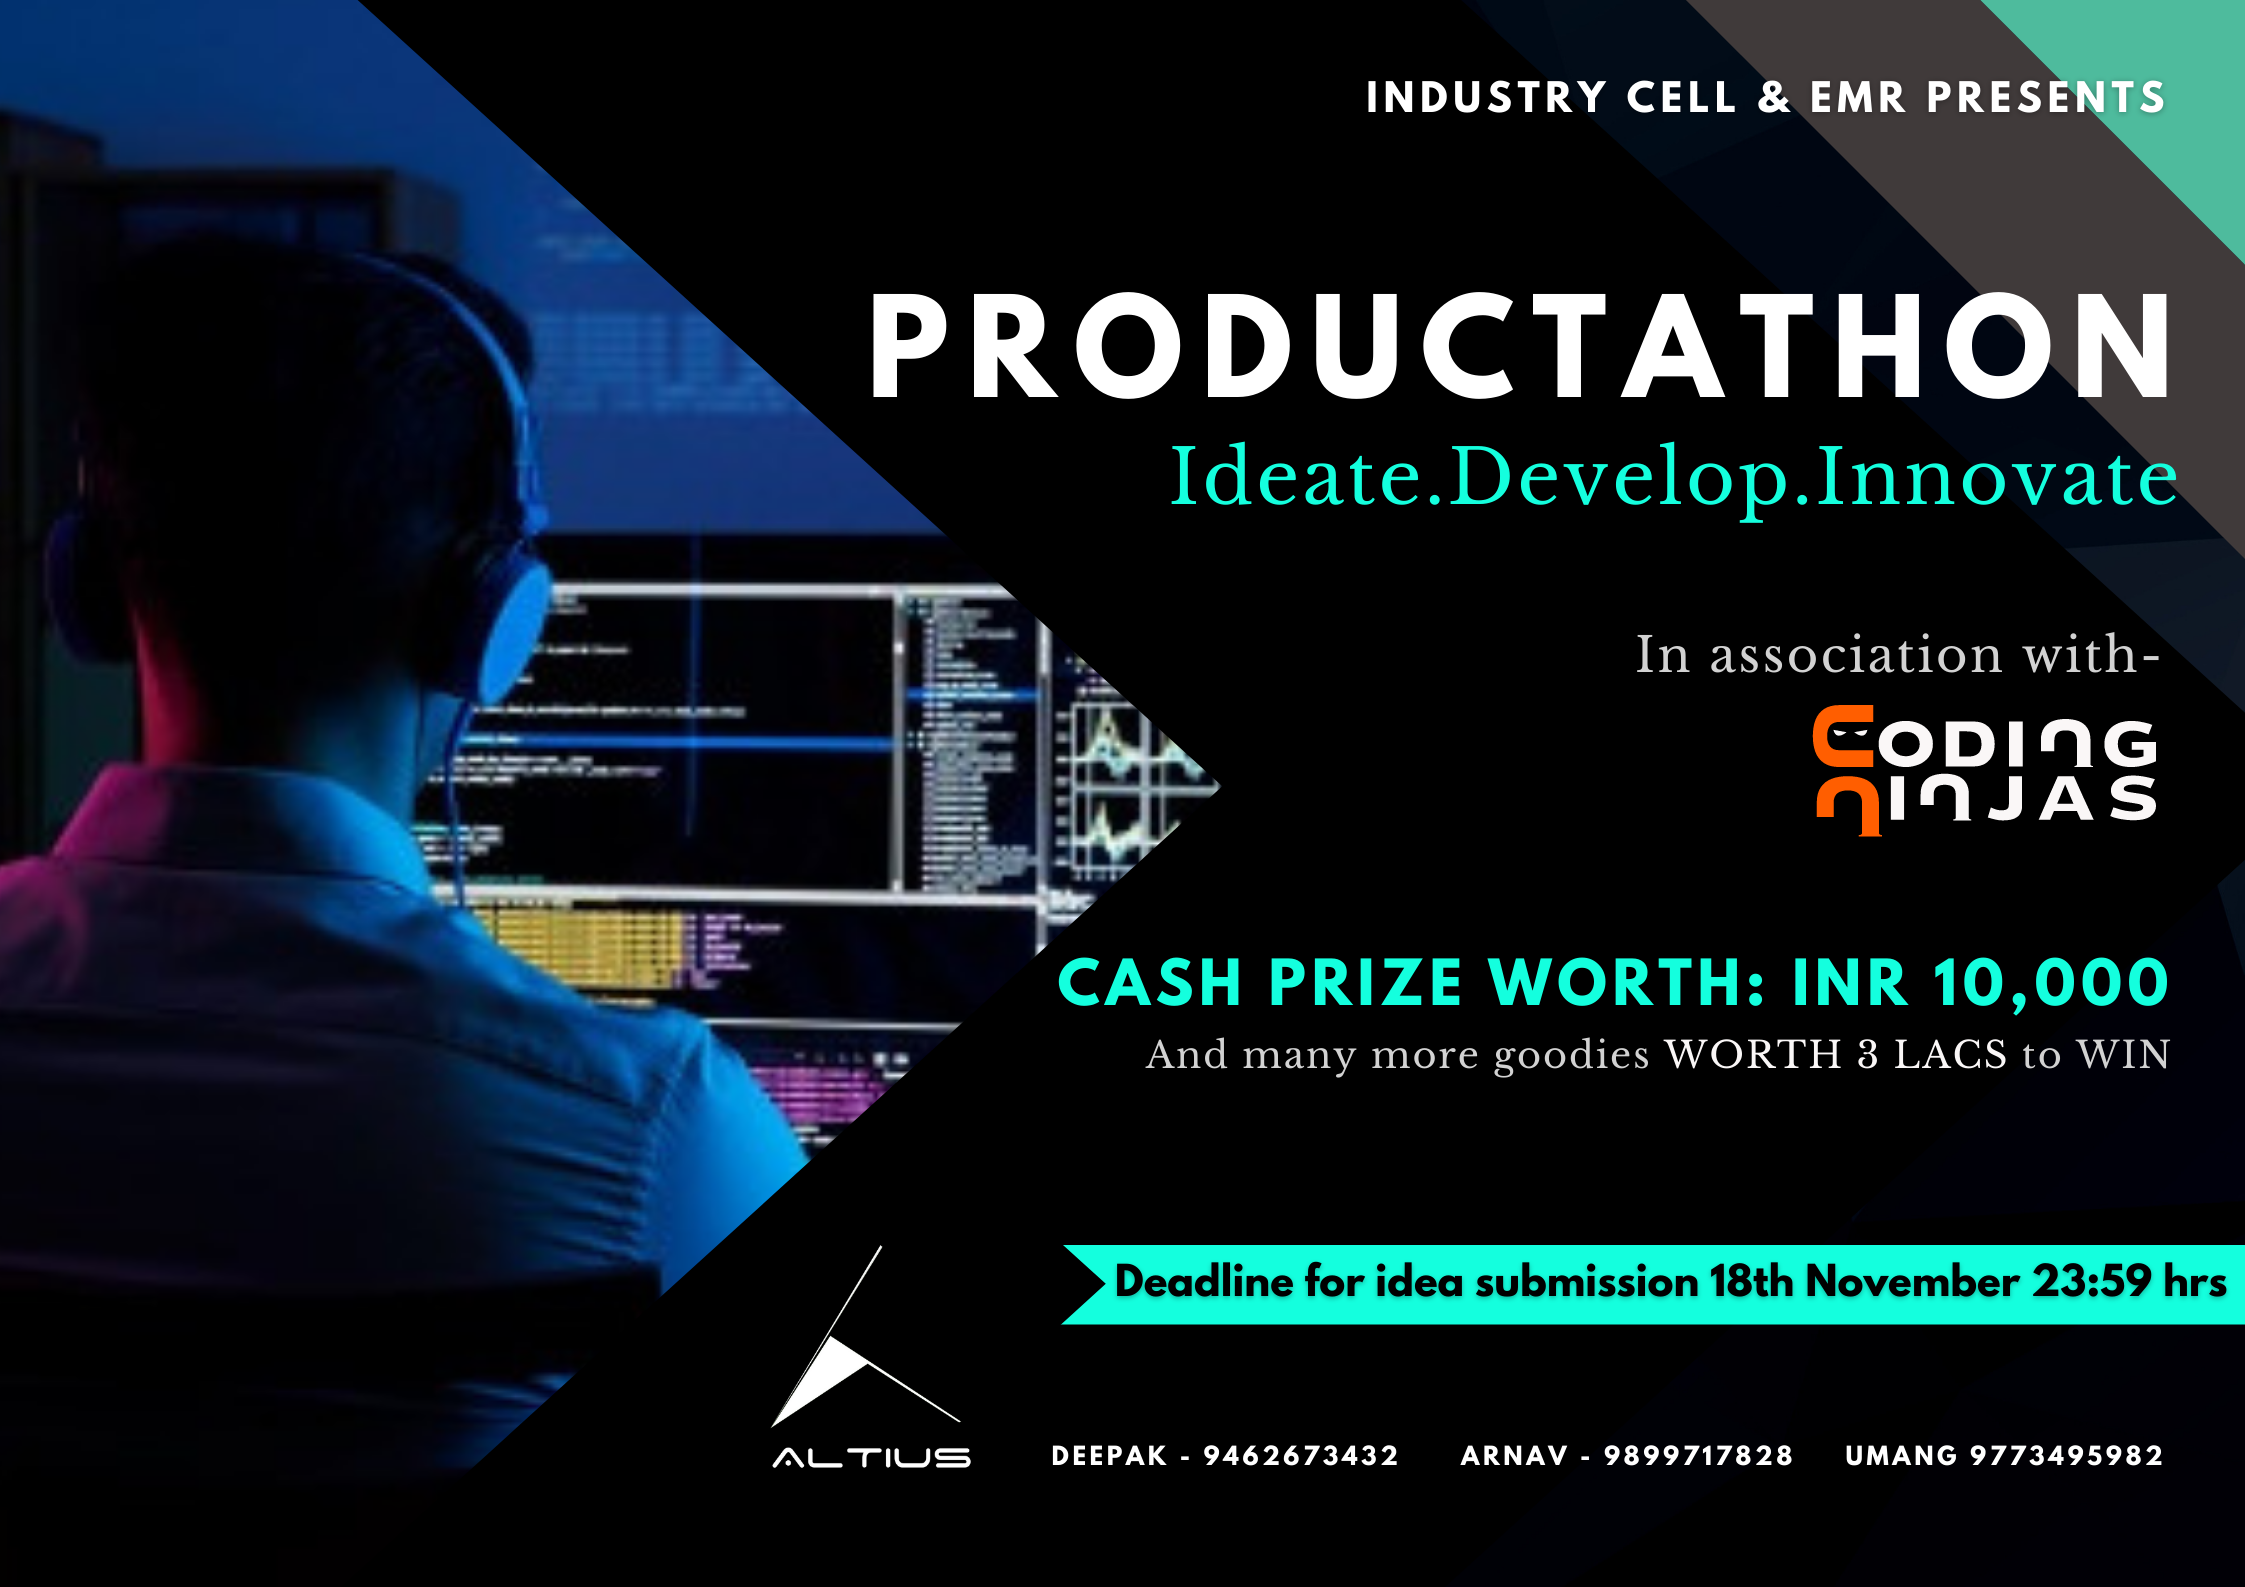 INDUSTRY CELL & EMR PRESENTS
PRODUCTATHON
Ideate.Develop.Innovate
In association with-
CODING
NINJAS
CASH PRIZE WORTH: INR 10,000
And many more goodies WORTH 3 LACS to WIN
Deadline for idea submission 18th November 23:59 hrs
ALTIUS
DEEPAK - 9462673432 ARNAV - 9899717828 UMANG 9773495982